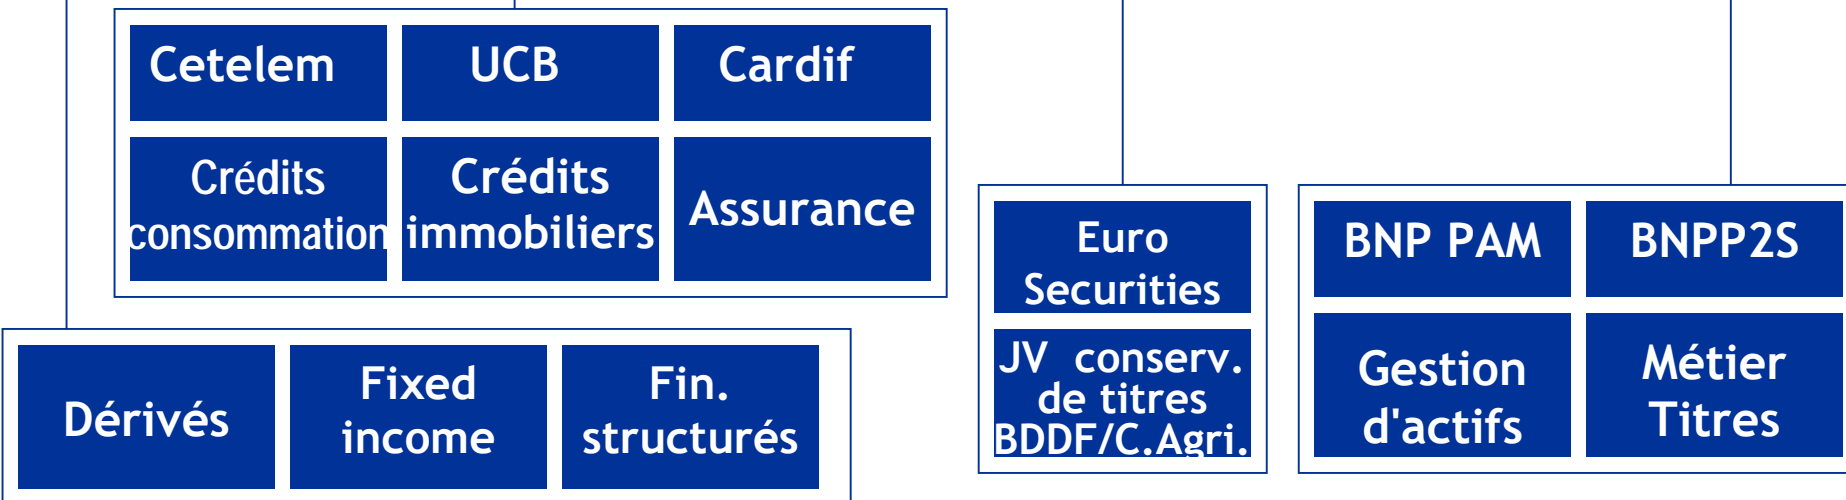 Cetelem
UCB
Cardif
Crédits
consommation
Crédits
immobiliers
Assurance
Dérivés
Fixed
income
Fin.
structurés
Euro
Securities
JV conserv.
de titres
BDDF/C.Agri.
BNP PAM
BNPP2S
Gestion
d'actifs
Métier
Titres